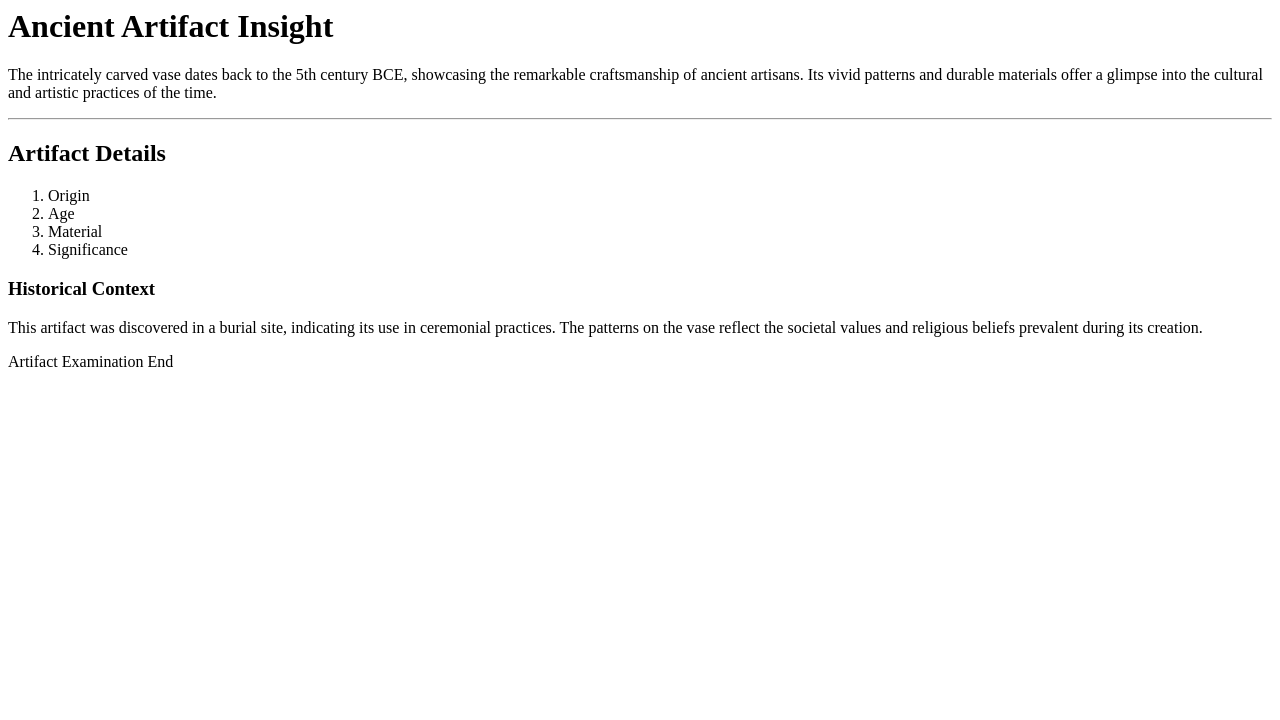 Ancient Artifact Insight
The intricately carved vase dates back to the 5th century BCE, showcasing the remarkable craftsmanship of ancient artisans. Its vivid patterns and durable materials offer a glimpse into the cultural
and artistic practices of the time.
Artifact Details
1. Origin
2. Age
3. Material
4. Significance
Historical Context
This artifact was discovered in a burial site, indicating its use in ceremonial practices. The patterns on the vase reflect the societal values and religious beliefs prevalent during its creation.
Artifact Examination End